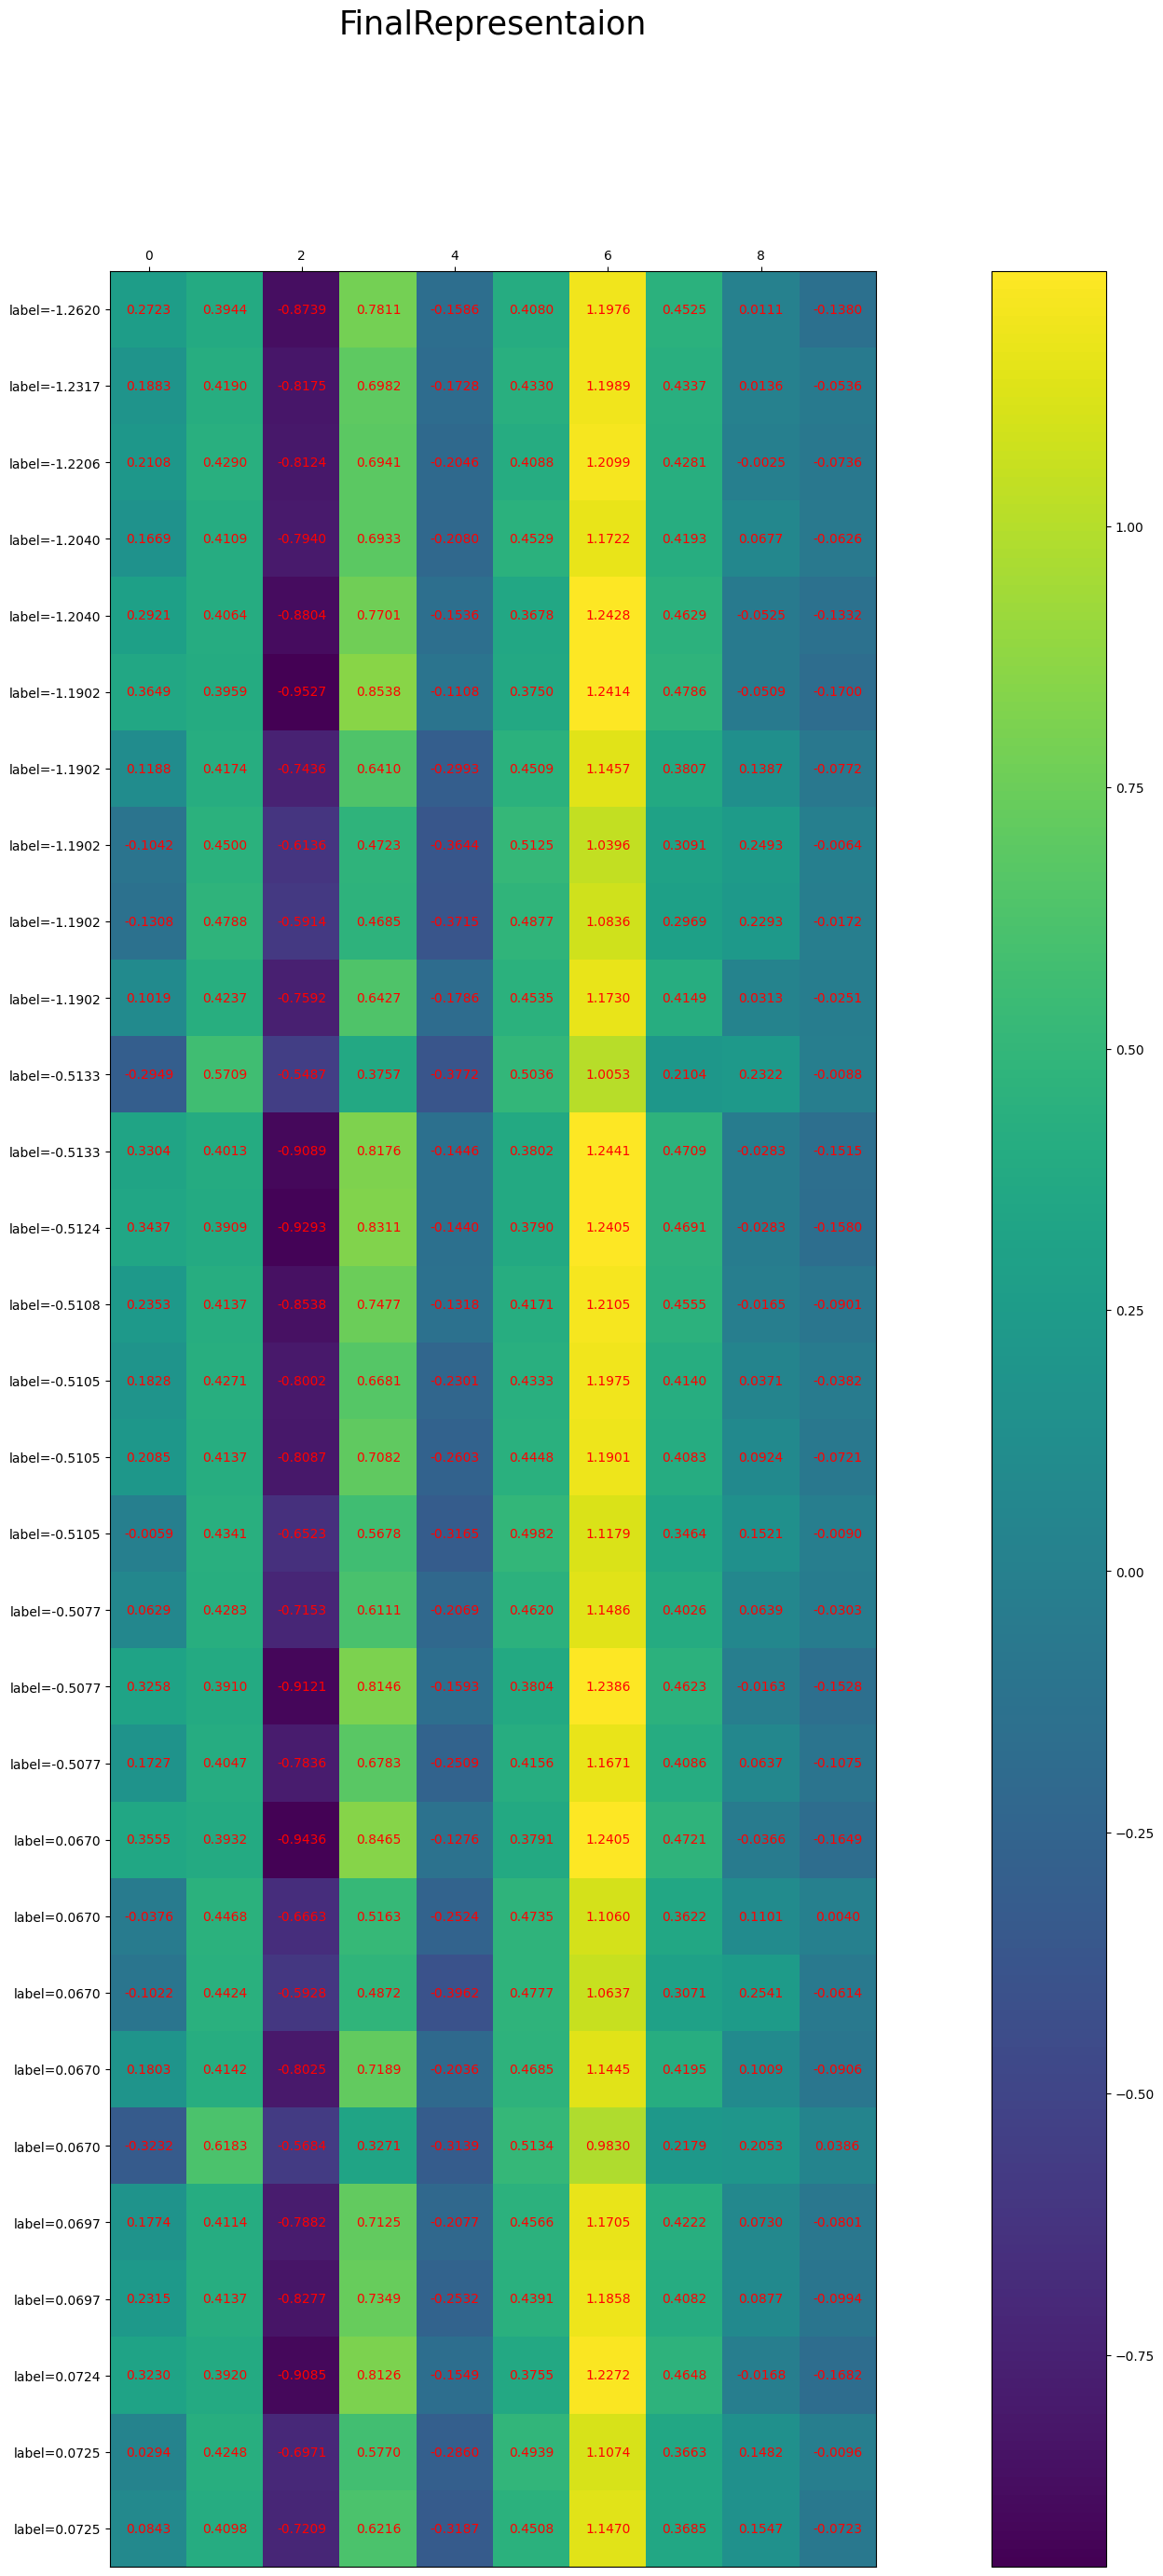 FinalRepresentaion
0 2 4 6 8
label=-1.2620 0.2723 0.3944 -0.8739 0.7811 -0.1586 0.4080 1.1976 0.4525 0.0111 -0.1380
label=-1.2317 0.1883 0.4190 -0.8175 0.6982 -0.1728 0.4330 1.1989 0.4337 0.0136 -0.0536
label=-1.2206 0.2108 0.4290 -0.8124 0.6941 -0.2046 0.4088 1.2099 0.4281 -0.0025 -0.0736
label=-1.2040 0.1669 0.4109 -0.7940 0.6933 -0.2080 0.4529 1.1722 0.4193 0.0677 -0.0626
1.00
label=-1.2040 0.2921 0.4064 -0.8804 0.7701 -0.1536 0.3678 1.2428 0.4629 -0.0525 -0.1332
label=-1.1902 0.3649 0.3959 -0.9527 0.8538 -0.1108 0.3750 1.2414 0.4786 -0.0509 -0.1700
label=-1.1902 0.1188 0.4174 -0.7436 0.6410 -0.2993 0.4509 1.1457 0.3807 0.1387 -0.0772
0.75
label=-1.1902 -0.1042 0.4500 -0.6136 0.4723 -0.3644 0.5125 1.0396 0.3091 0.2493 -0.0064
label=-1.1902 -0.1308 0.4788 -0.5914 0.4685 -0.3715 0.4877 1.0836 0.2969 0.2293 -0.0172
label=-1.1902 0.1019 0.4237 -0.7592 0.6427 -0.1786 0.4535 1.1730 0.4149 0.0313 -0.0251
0.50
label=-0.5133 -0.2949 0.5709 -0.5487 0.3757 -0.3772 0.5036 1.0053 0.2104 0.2322 -0.0088
label=-0.5133 0.3304 0.4013 -0.9089 0.8176 -0.1446 0.3802 1.2441 0.4709 -0.0283 -0.1515
label=-0.5124 0.3437 0.3909 -0.9293 0.8311 -0.1440 0.3790 1.2405 0.4691 -0.0283 -0.1580
label=-0.5108 0.2353 0.4137 -0.8538 0.7477 -0.1318 0.4171 1.2105 0.4555 -0.0165 -0.0901
0.25
label=-0.5105 0.1828 0.4271 -0.8002 0.6681 -0.2301 0.4333 1.1975 0.4140 0.0371 -0.0382
label=-0.5105 0.2085 0.4137 -0.8087 0.7082 -0.2603 0.4448 1.1901 0.4083 0.0924 -0.0721
label=-0.5105 -0.0059 0.4341 -0.6523 0.5678 -0.3165 0.4982 1.1179 0.3464 0.1521 -0.0090
0.00
label=-0.5077 0.0629 0.4283 -0.7153 0.6111 -0.2069 0.4620 1.1486 0.4026 0.0639 -0.0303
label=-0.5077 0.3258 0.3910 -0.9121 0.8146 -0.1593 0.3804 1.2386 0.4623 -0.0163 -0.1528
label=-0.5077 0.1727 0.4047 -0.7836 0.6783 -0.2509 0.4156 1.1671 0.4086 0.0637 -0.1075
−0.25
label=0.0670 0.3555 0.3932 -0.9436 0.8465 -0.1276 0.3791 1.2405 0.4721 -0.0366 -0.1649
label=0.0670 -0.0376 0.4468 -0.6663 0.5163 -0.2524 0.4735 1.1060 0.3622 0.1101 0.0040
label=0.0670 -0.1022 0.4424 -0.5928 0.4872 -0.3962 0.4777 1.0637 0.3071 0.2541 -0.0614
label=0.0670 0.1803 0.4142 -0.8025 0.7189 -0.2036 0.4685 1.1445 0.4195 0.1009 -0.0906
−0.50
label=0.0670 0.6183 0.3271 -0.3139 0.5134 0.9830 0.2179 0.2053 0.0386
label=0.0697 0.1774 0.4114 -0.7882 0.7125 -0.2077 0.4566 1.1705 0.4222 0.0730 -0.0801
label=0.0697 0.2315 0.4137 -0.8277 0.7349 -0.2532 0.4391 1.1858 0.4082 0.0877 -0.0994
label=0.0724 0.3230 0.3920 -0.9085 0.8126 -0.1549 0.3755 1.2272 0.4648 -0.0168 -0.1682
−0.75
label=0.0725 0.0294 0.4248 -0.6971 0.5770 -0.2860 0.4939 1.1074 0.3663 0.1482 -0.0096
label=0.0725 0.0843 0.4098 -0.7209 0.6216 -0.3187 0.4508 1.1470 0.3685 0.1547 -0.0723